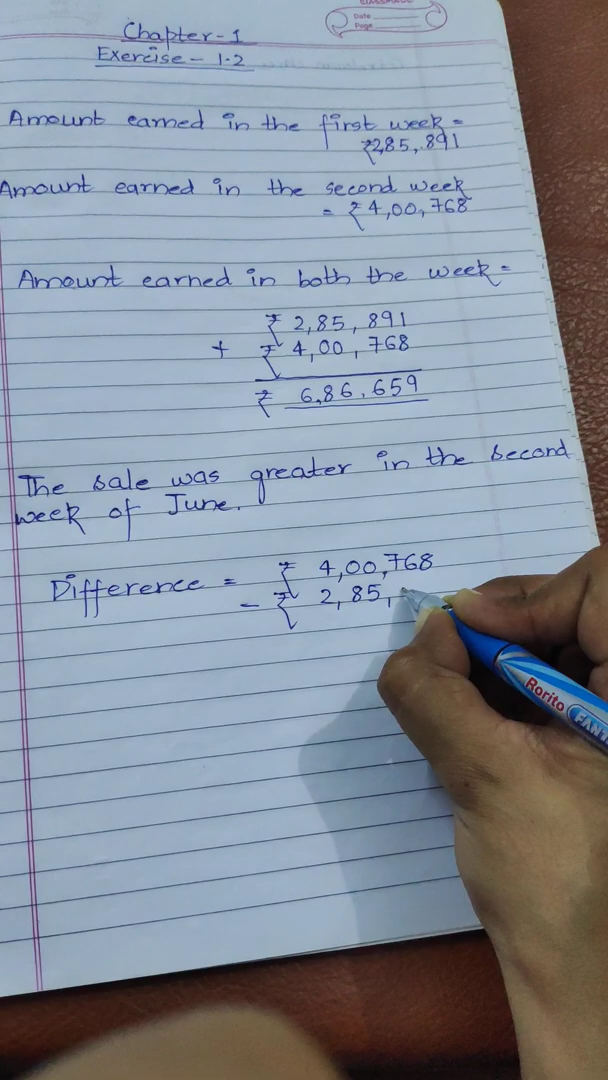 Date
Page
Chapter-1
Exercise - 1.2
Amount earned in the first week =
₹2,85,891
Amount earned in the second week
= ₹ 4,00,768
Amount earned in both the week =
₹ 2,85,891
+ ₹ 4,00,768
₹ 6,86,659
The sale was greater in the second
week of June.
Difference = ₹ 4,00,768
- ₹ 2,85,
Rorito